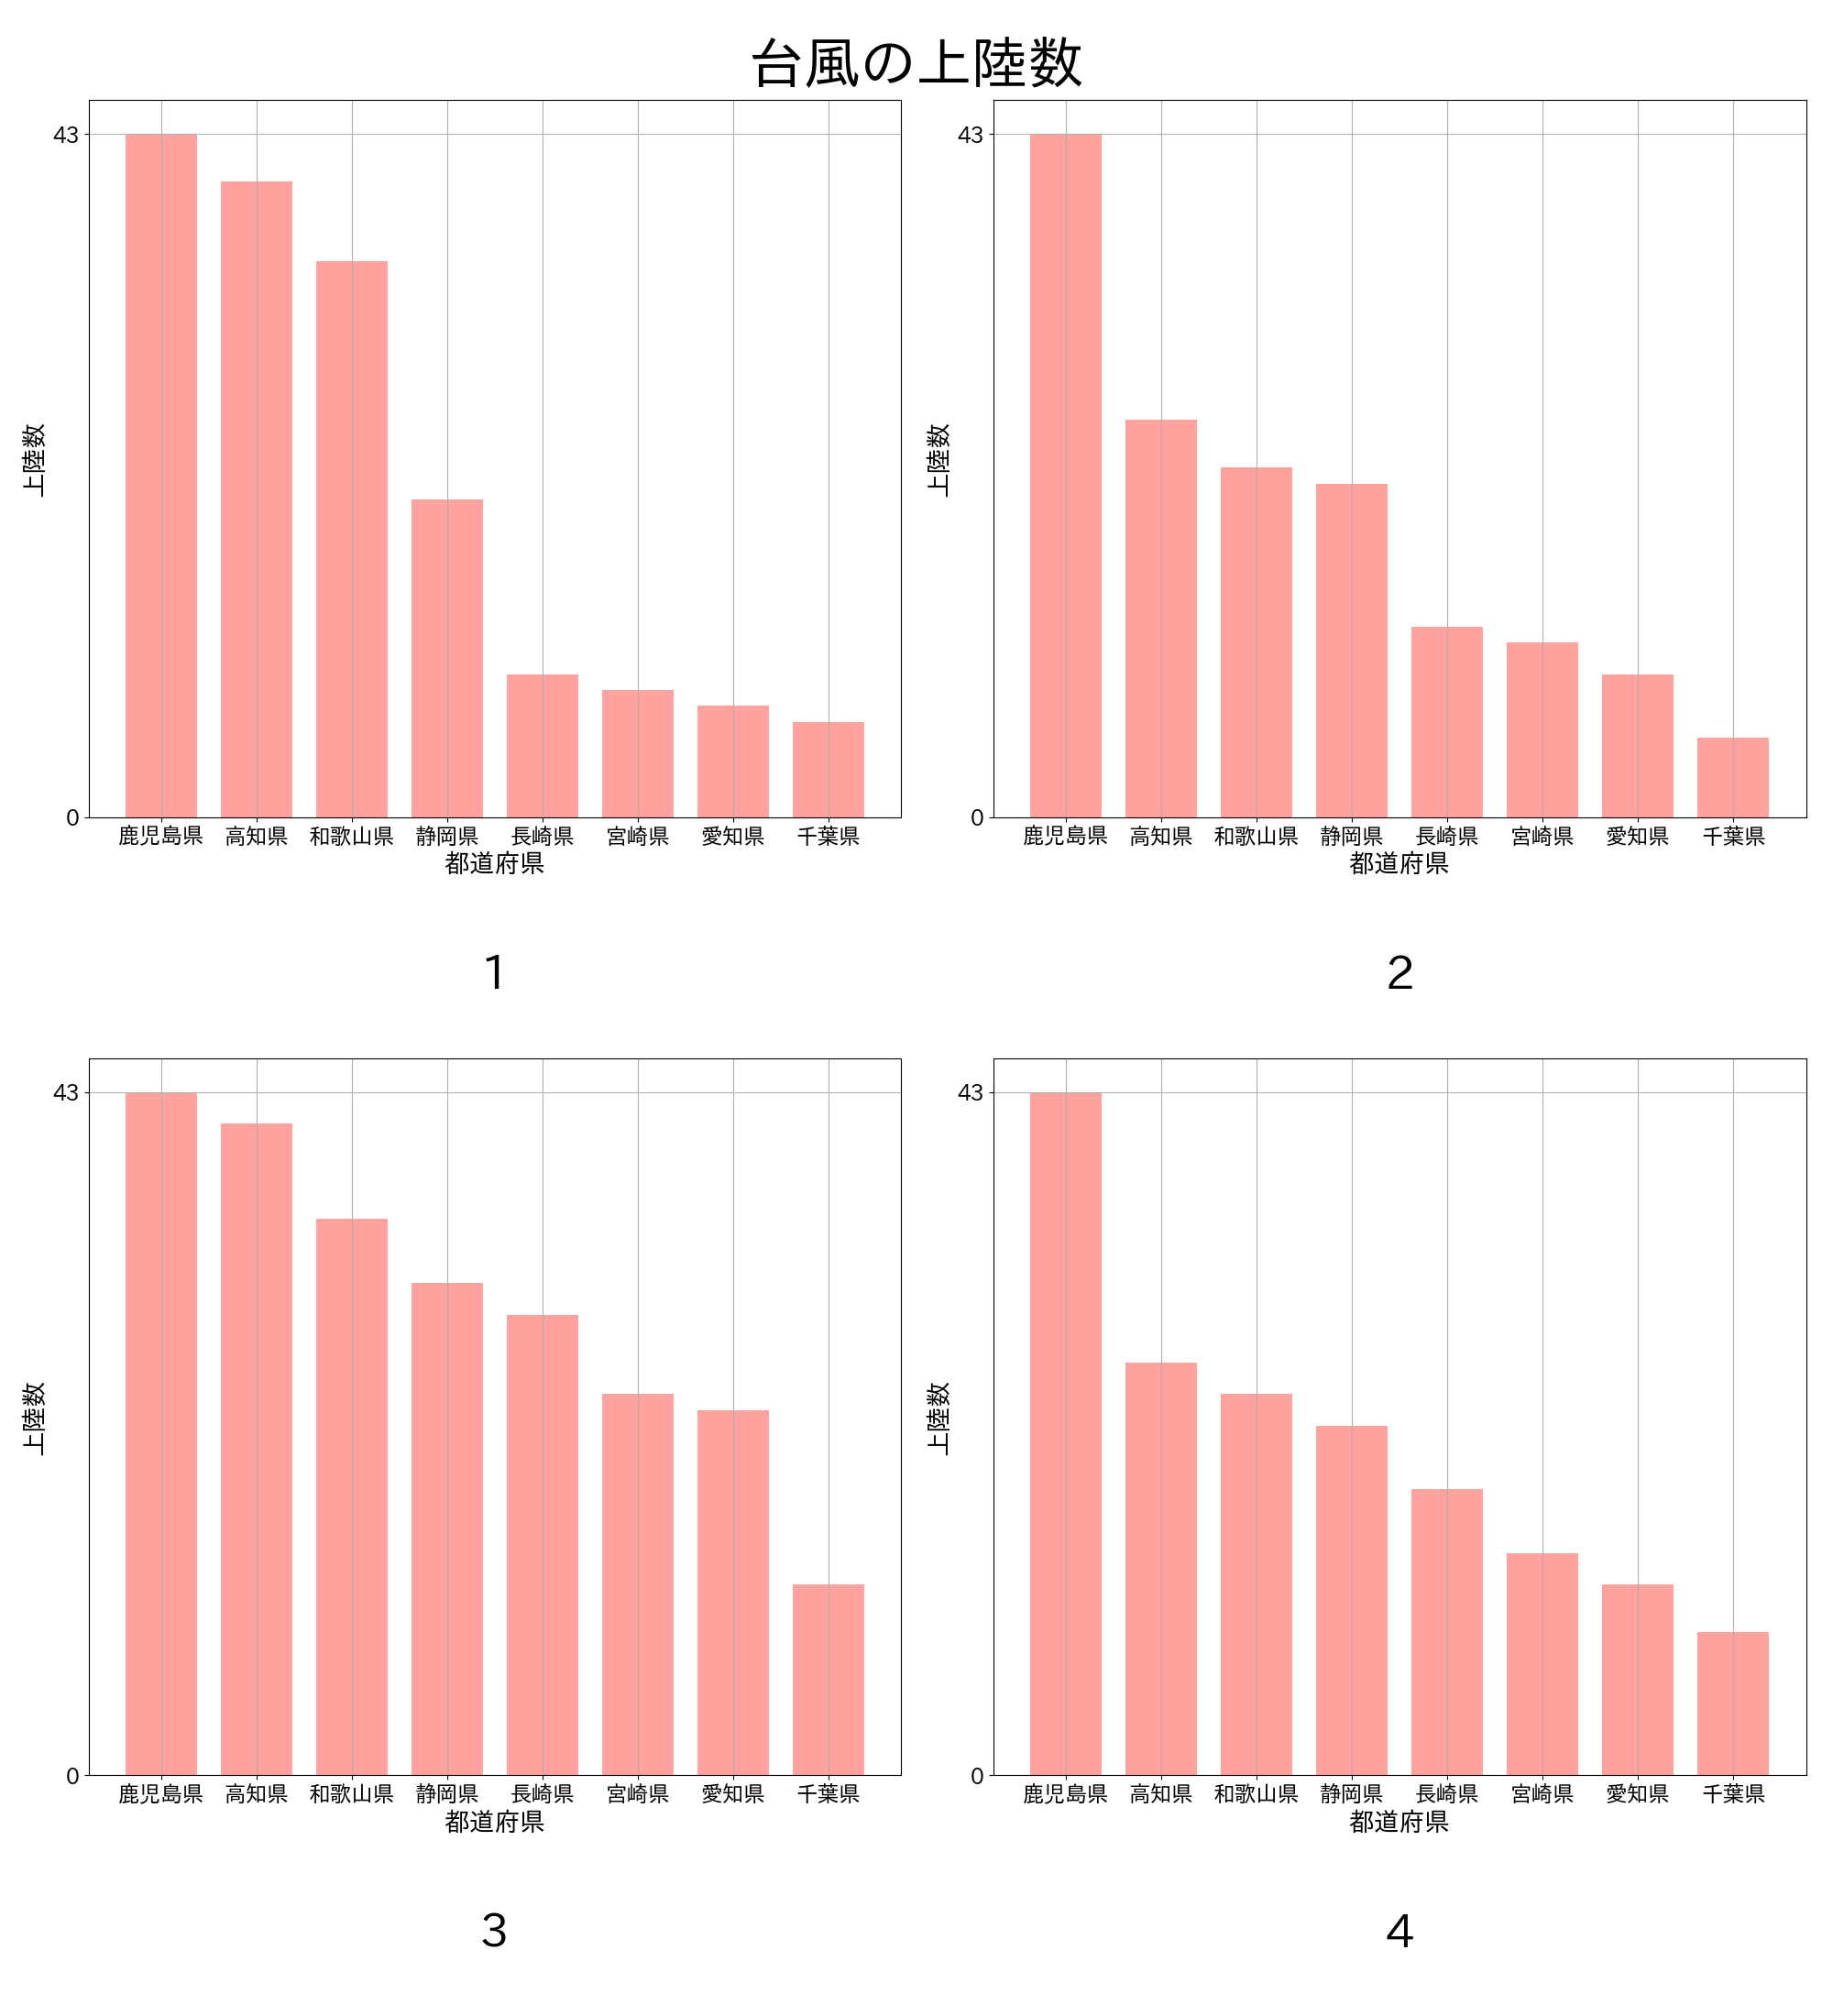 台風の上陸数
43
0
上陸数
鹿児島県 高知県 和歌山県 静岡県 長崎県 宮崎県 愛知県 千葉県
都道府県
1
43
0
上陸数
鹿児島県 高知県 和歌山県 静岡県 長崎県 宮崎県 愛知県 千葉県
都道府県
2
43
0
上陸数
鹿児島県 高知県 和歌山県 静岡県 長崎県 宮崎県 愛知県 千葉県
都道府県
3
43
0
上陸数
鹿児島県 高知県 和歌山県 静岡県 長崎県 宮崎県 愛知県 千葉県
都道府県
4